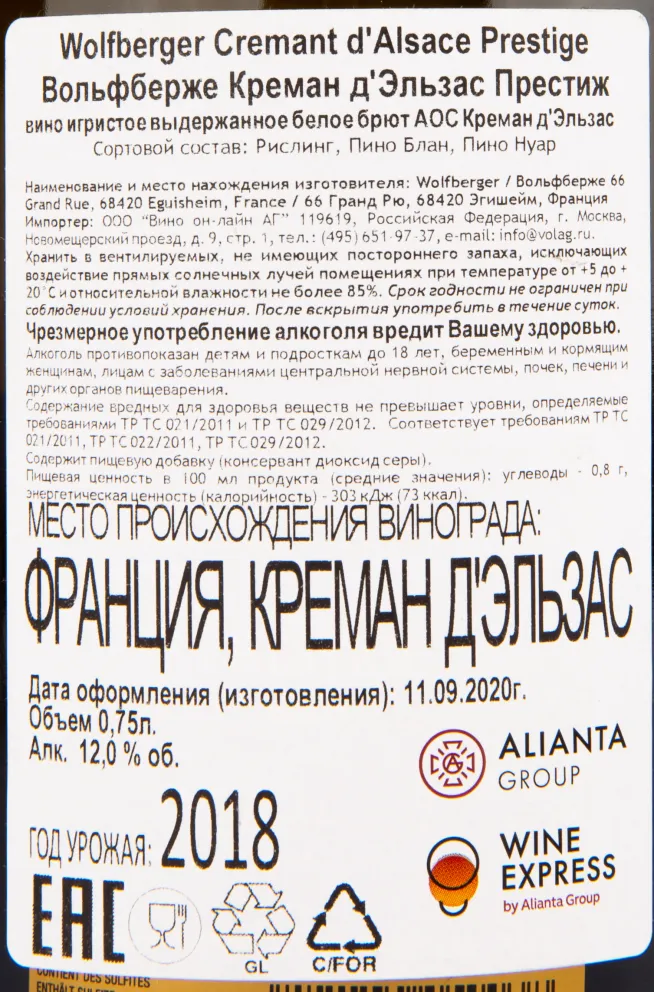 Wolfberger Cremant d'Alsace Prestige
Вольфберже Креман д'Эльзас Престиж
вино игристое выдержанное белое брют АОС Креман д'Эльзас
Сортовой состав: Рислинг, Пино Блан, Пино Нуар
Наименование и место нахождения изготовителя: Wolfberger / Вольфберже 66
Grand Rue, 68420 Eguisheim, France / 66 Гранд Рю, 68420 Эгишейм, Франция
Импортер: ООО "Вино он-лайн АГ" 119619, Российская Федерация, г. Москва,
Новомещерский проезд, д. 9, стр. 1, тел.: (495) 651-97-37, e-mail: info@volag.ru.
Хранить в вентилируемых, не имеющих постороннего запаха, исключающих
воздействие прямых солнечных лучей помещениях при температуре от +5 до +
20°С и относительной влажности не более 85%. Срок годности не ограничен при
соблюдении условий хранения. После вскрытия употребить в течение суток.
Чрезмерное употребление алкоголя вредит Вашему здоровью.
Алкоголь противопоказан детям и подросткам до 18 лет, беременным и кормящим
женщинам, лицам с заболеваниями центральной нервной системы, почек, печени и
других органов пищеварения.
Содержание вредных для здоровья веществ не превышает уровни, определяемые
требованиями ТР ТС 021/2011 и ТР ТС 029/2012. Соответствует требованиям ТР ТС
021/2011, ТР ТС 022/2011, ТР ТС 029/2012.
Содержит пищевую добавку (консервант диоксид серы).
Пищевая ценность в 100 мл продукта (средние значения): углеводы - 0,8 г,
энергетическая ценность (калорийность) - 303 кДж (73 ккал).
МЕСТО ПРОИСХОЖДЕНИЯ ВИНОГРАДА:
ФРАНЦИЯ, КРЕМАН Д'ЭЛЬЗАС
Дата оформления (изготовления): 11.09.2020г.
Объем 0,75л.
Алк. 12,0 % об.
ALIANTA
GROUP
ГОД УРОЖАЯ: 2018
WINE
EXPRESS
by Alianta Group
EAC
GL
C/FOR
CONTIENT DES SULFITES
ENTHÄLT